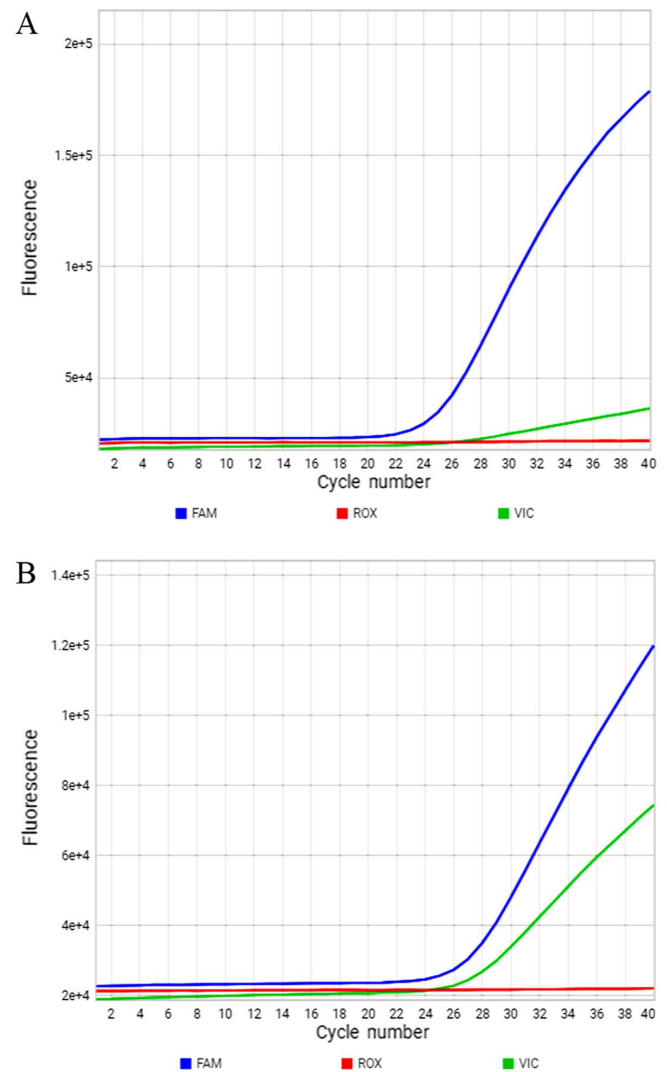 A
2e+5
1.5e+5
1e+5
5e+4
Fluorescence
2 4 6 8 10 12 14 16 18 20 22 24 26 28 30 32 34 36 38 40
Cycle number
FAM ROX VIC
B
1.4e+5
1.2e+5
1e+5
8e+4
6e+4
4e+4
2e+4
Fluorescence
2 4 6 8 10 12 14 16 18 20 22 24 26 28 30 32 34 36 38 40
Cycle number
FAM ROX VIC